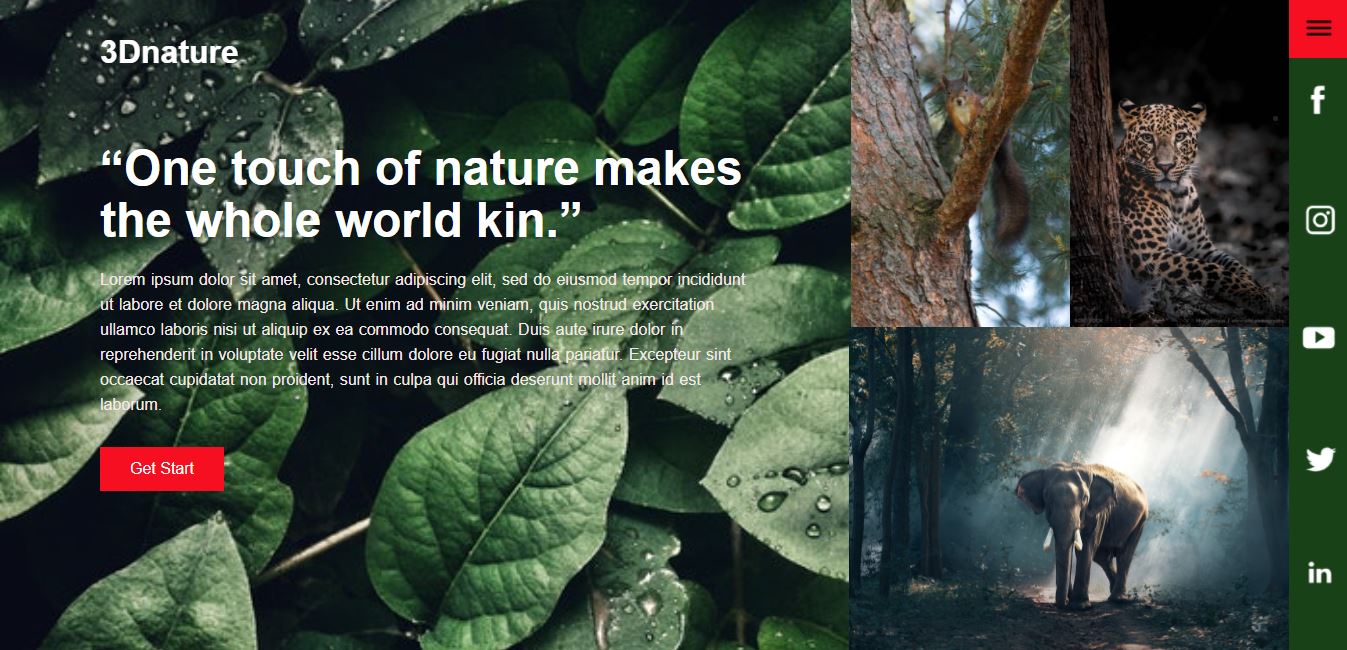 3Dnature
“One touch of nature makes
the whole world kin.”
Lorem ipsum dolor sit amet, consectetur adipiscing elit, sed do eiusmod tempor incididunt
ut labore et dolore magna aliqua. Ut enim ad minim veniam, quis nostrud exercitation
ullamco laboris nisi ut aliquip ex ea commodo consequat. Duis aute irure dolor in
reprehenderit in voluptate velit esse cillum dolore eu fugiat nulla pariatur. Excepteur sint
occaecat cupidatat non proident, sunt in culpa qui officia deserunt mollit anim id est
laborum.
Get Start
f
in